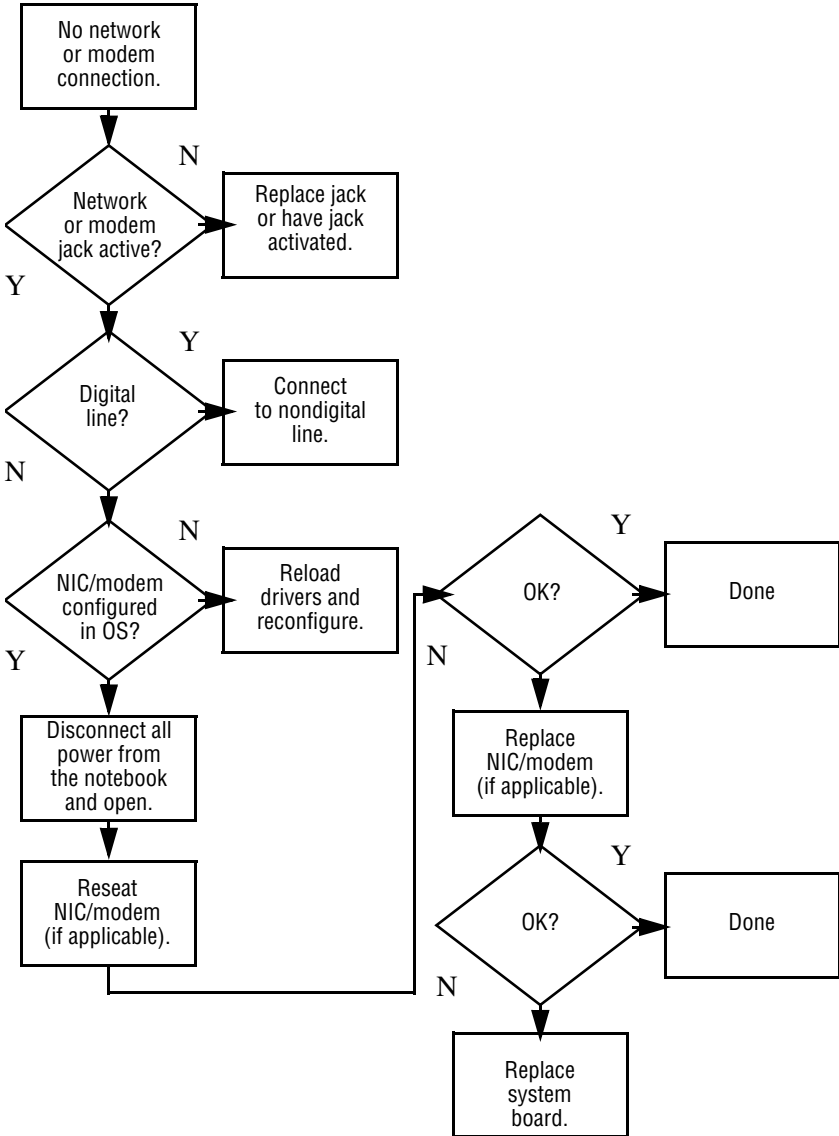 No network
or modem
connection.
N
Network
or modem
jack active?
Replace jack
or have jack
activated.
Y
Y
Digital
line?
Connect
to nondigital
line.
N
N
NIC/modem
configured
in OS?
Reload
drivers and
reconfigure.
Y
Disconnect all
power from
the notebook
and open.
Reseat
NIC/modem
(if applicable).
Y
OK?
Done
N
Replace
NIC/modem
(if applicable).
Y
OK?
Done
N
Replace
system
board.